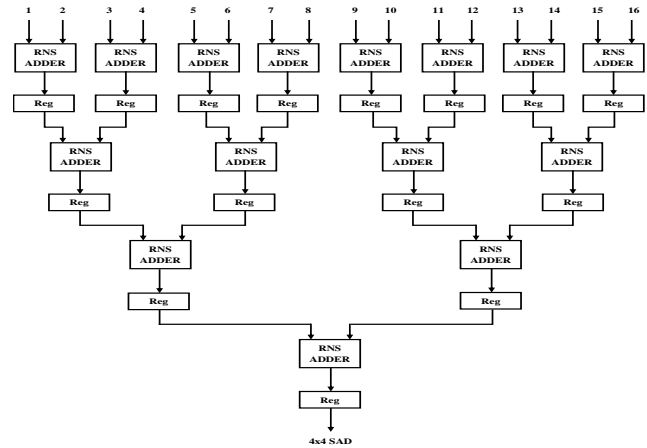 1 2 3 4 5 6 7 8 9 10 11 12 13 14 15 16
RNS ADDER RNS ADDER RNS ADDER RNS ADDER RNS ADDER RNS ADDER RNS ADDER RNS ADDER
Reg Reg Reg Reg Reg Reg Reg Reg
RNS ADDER RNS ADDER RNS ADDER RNS ADDER
Reg Reg Reg Reg
RNS ADDER RNS ADDER
Reg Reg
RNS
ADDER
Reg
4x4 SAD